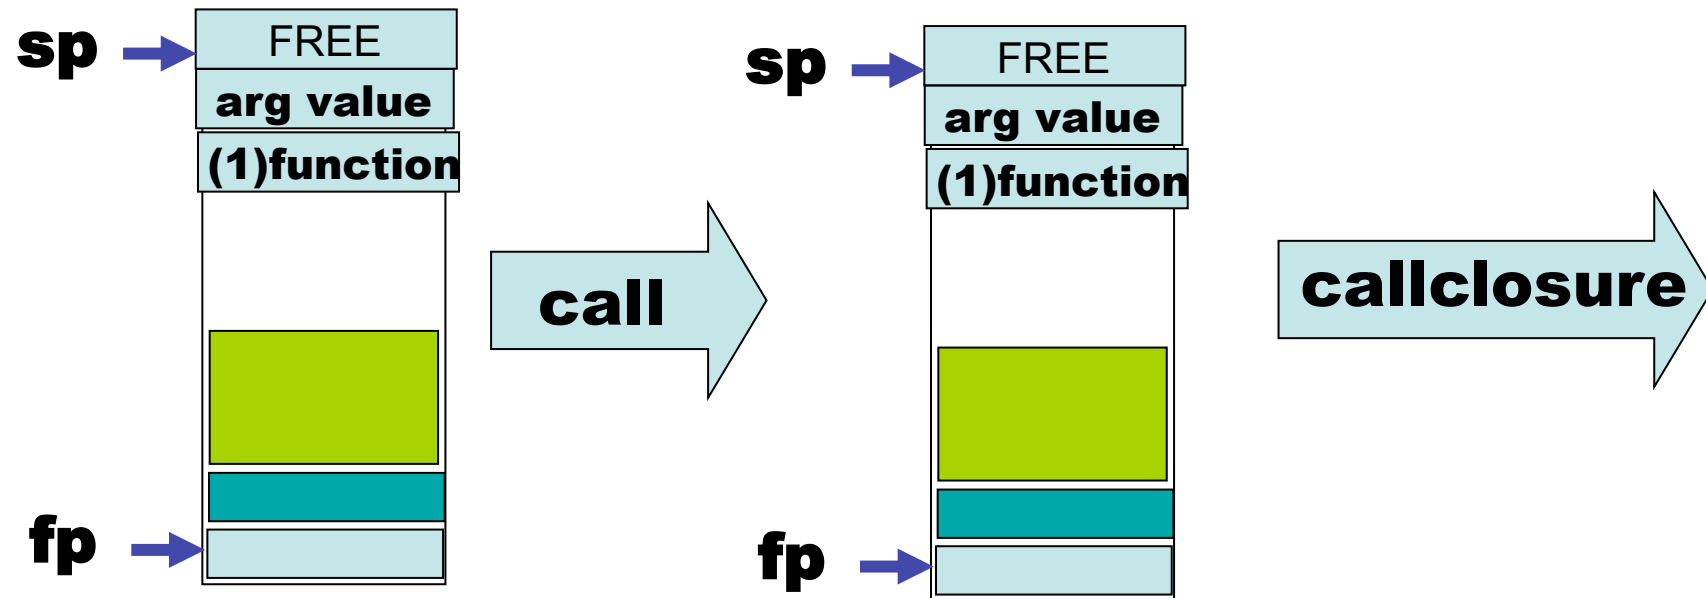 sp
FREE
arg value
(1)function
fp
call
sp
FREE
arg value
(1)function
fp
callclosure